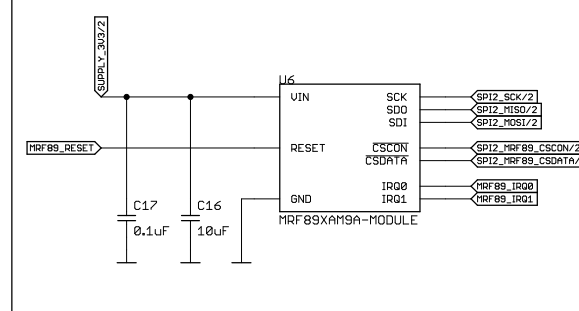 SUPPLY_3V3/2
U6
VIN
SCK
SPI2_SCK/2
SDO
SPI2_MISO/2
SDI
SPI2_MOSI/2
MRF89_RESET
RESET
CSCON
SPI2_MRF89_CSCON/2
CSDATA
SPI2_MRF89_CSDATA/
IRQ0
MRF89_IRQ0
GND
IRQ1
MRF89_IRQ1
C17
0.1uF
C16
10uF
MRF89XAM9A-MODULE